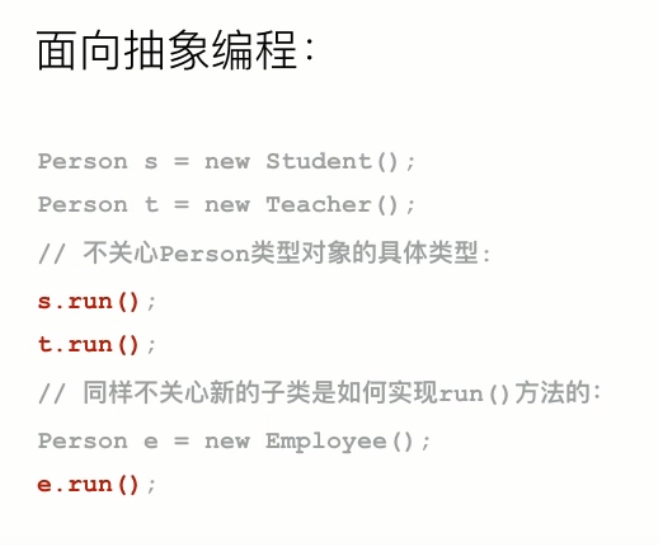 面向抽象编程：
Person s = new Student();
Person t = new Teacher();
// 不关心Person类型对象的具体类型：
s.run();
t.run();
// 同样不关心新的子类是如何实现run()方法的：
Person e = new Employee();
e.run();